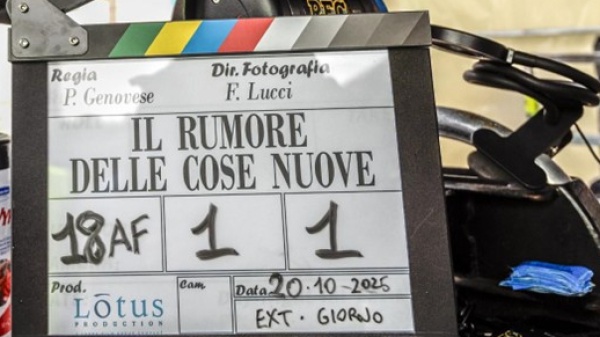 REC
Regia
Dir. Fotografia
P. Genovese
F. Lucci
IL RUMORE
DELLE COSE NUOVE
18AF 1 1
Prod.
Cam.
Data 20-10-2025
Lotus
PRODUCTION
EXT. GIORNO